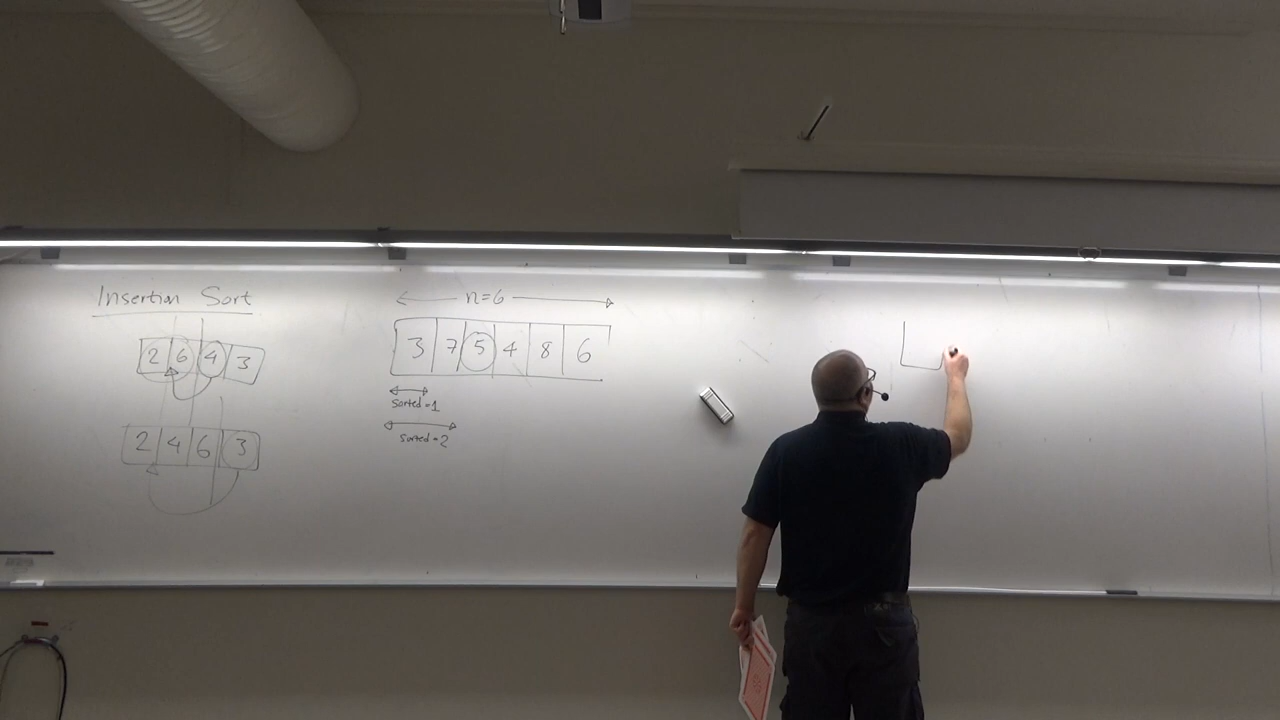 Insertion Sort
2 6 4 3
2 4 6 3
n=6
3 7 5 4 8 6
Sorted=1
Sorted=2